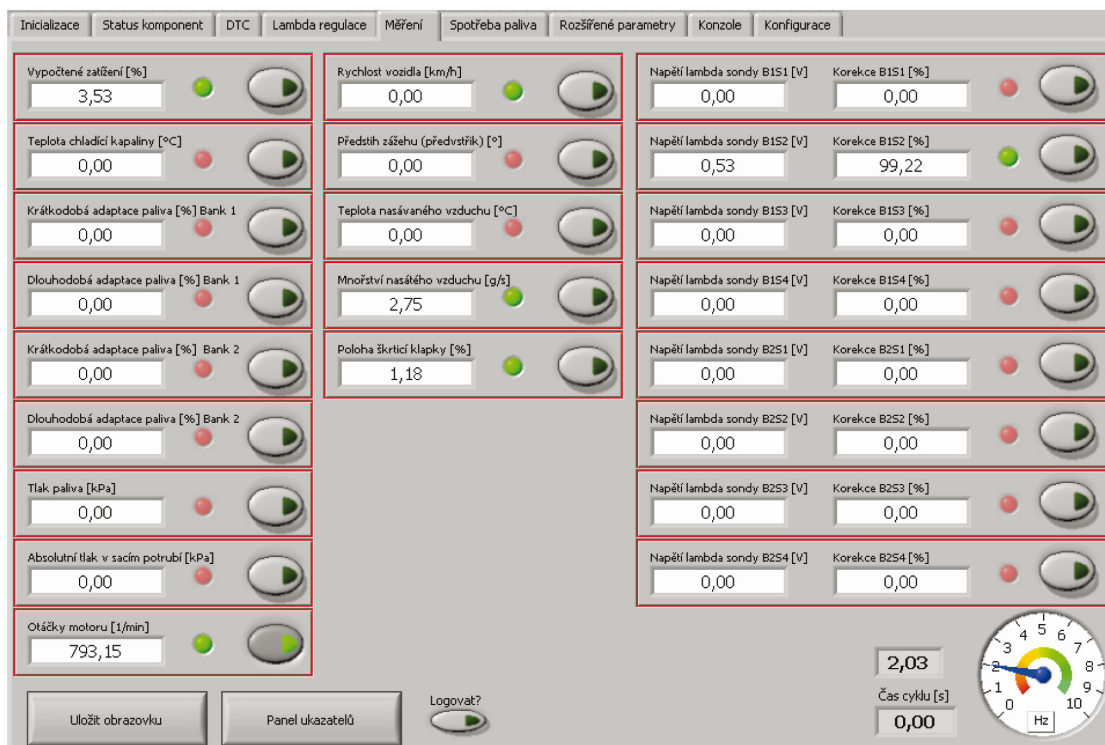 Inicializace Status komponent DTC Lambda regulace Měření Spotřeba paliva Rozšířené parametry Konzole Konfigurace
Vypočtené zatížení [%]
3,53
Teplota chladící kapaliny [°C]
0,00
Krátkodobá adaptace paliva [%] Bank 1
0,00
Dlouhodobá adaptace paliva [%] Bank 1
0,00
Krátkodobá adaptace paliva [%] Bank 2
0,00
Dlouhodobá adaptace paliva [%] Bank 2
0,00
Tlak paliva [kPa]
0,00
Absolutní tlak v sacím potrubí [kPa]
0,00
Otáčky motoru [1/min]
793,15
Rychlost vozidla [km/h]
0,00
Předstih zážehu (předvstřik) [°]
0,00
Teplota nasávaného vzduchu [°C]
0,00
Mnořství nasátého vzduchu [g/s]
2,75
Poloha škrticí klapky [%]
1,18
Napětí lambda sondy B1S1 [V] Korekce B1S1 [%]
0,00 0,00
Napětí lambda sondy B1S2 [V] Korekce B1S2 [%]
0,53 99,22
Napětí lambda sondy B1S3 [V] Korekce B1S3 [%]
0,00 0,00
Napětí lambda sondy B1S4 [V] Korekce B1S4 [%]
0,00 0,00
Napětí lambda sondy B2S1 [V] Korekce B2S1 [%]
0,00 0,00
Napětí lambda sondy B2S2 [V] Korekce B2S2 [%]
0,00 0,00
Napětí lambda sondy B2S3 [V] Korekce B2S3 [%]
0,00 0,00
Napětí lambda sondy B2S4 [V] Korekce B2S4 [%]
0,00 0,00
Uložit obrazovku
Panel ukazatelů
Logovat?
2,03
Čas cyklu [s]
0,00
0 1 2 3 4 5 6 7 8 9 10
Hz